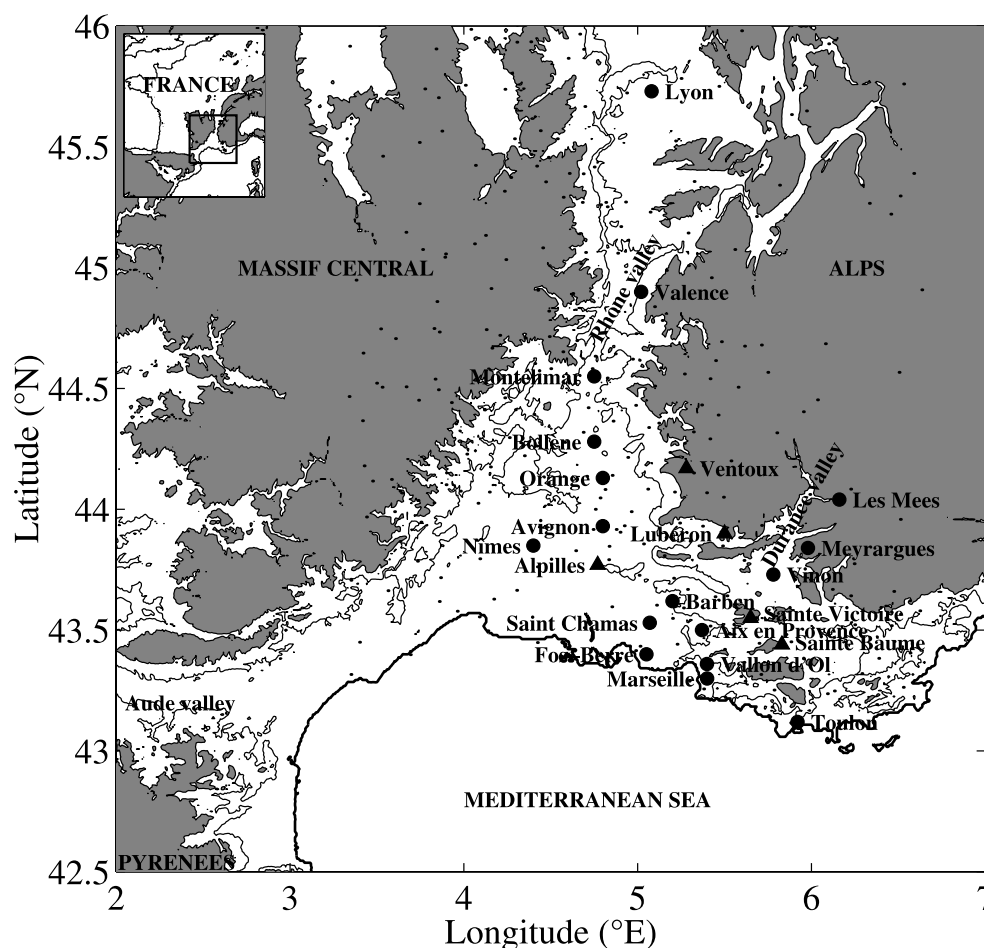 46
FRANCE
Lyon
45.5
45
MASSIF CENTRAL
ALPS
Rhône valley
Valence
Latitude (°N)
44.5
Montelimar
Bollene
Ventoux
Orange
Durance valley
Les Mees
44
Avignon
Lubéron
Nimes
Meyrargues
Alpilles
Vinon
Barben
Sainte Victoire
43.5
Saint Chamas
Aix en Provence
Sainte Baume
Fos/ Berre
Vallon d'Ol
Marseille
Aude valley
Toulon
43
MEDITERRANEAN SEA
PYRENEES
42.5
2
3
4
5
6
7
Longitude (°E)